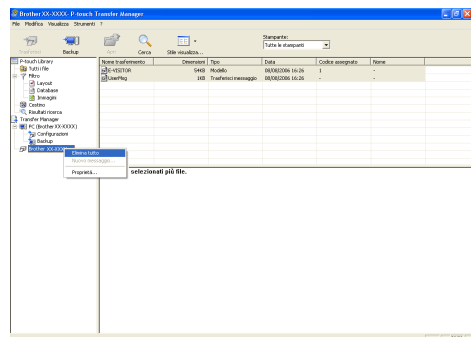 Brother XX-XXXX- P-touch Transfer Manager
File Modifica Visualizza Strumenti ?
Trasferisci Backup Apri Cerca Stile visualizza... Stampante: Tutte le stampanti
P-touch Library
Tutti i file
Filtro
Layout
Database
Immagini
Cestino
Risultati ricerca
Transfer Manager
PC (Brother XX-XXXX)
Configurazioni
Backup
Brother XX-XXXX
Elimina tutto
Nuovo messaggio...
Proprietà...
Nome trasferimento Dimensioni Tipo Data Codice assegnato Nome
E-VISITOR 54KB Modello 08/08/2006 16:26 1 -
UserMsg 1KB Trasferisci messaggio 08/08/2006 16:26 - -
selezionati più file.